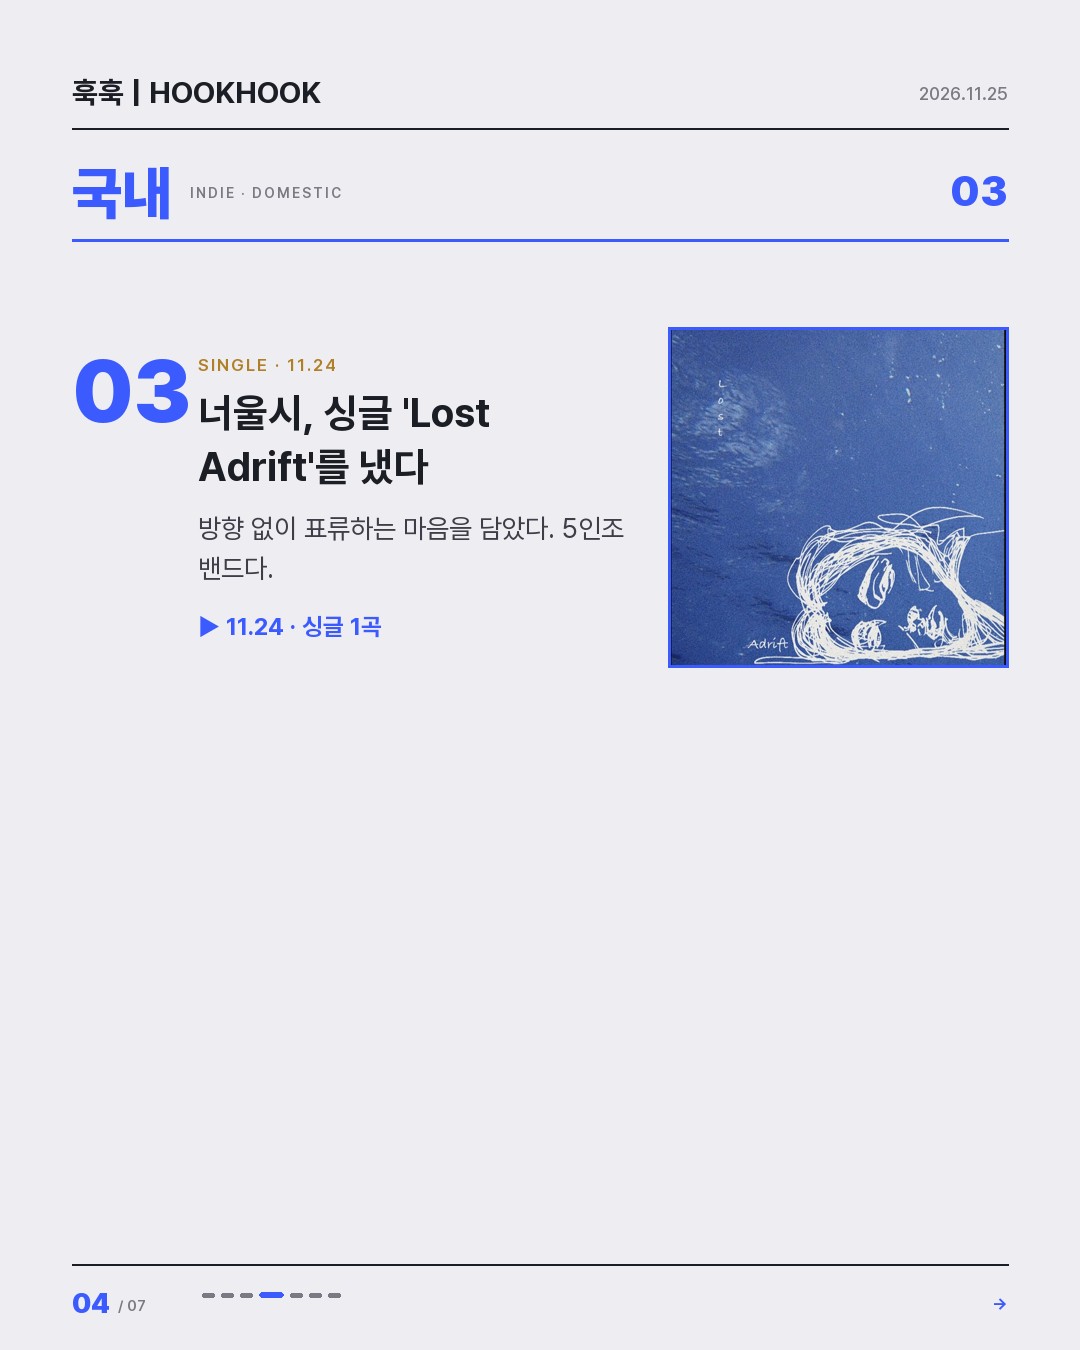 훅훅 | HOOKHOOK
2026.11.25
국내 INDIE · DOMESTIC
03
03
SINGLE · 11.24
너울시, 싱글 'Lost
Adrift'를 냈다
방향 없이 표류하는 마음을 담았다. 5인조
밴드다.
▶ 11.24 · 싱글 1곡
Lost
Adrift
04 / 07
→